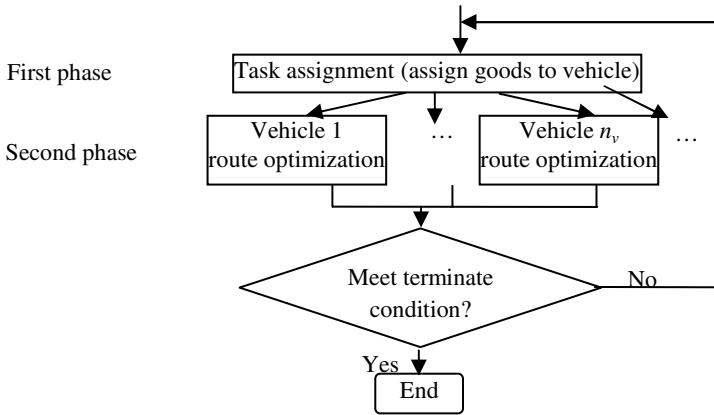 First phase
Task assignment (assign goods to vehicle)
Second phase
Vehicle 1
route optimization
…
Vehicle nᵥ
route optimization
…
Meet terminate
condition?
No
Yes
End